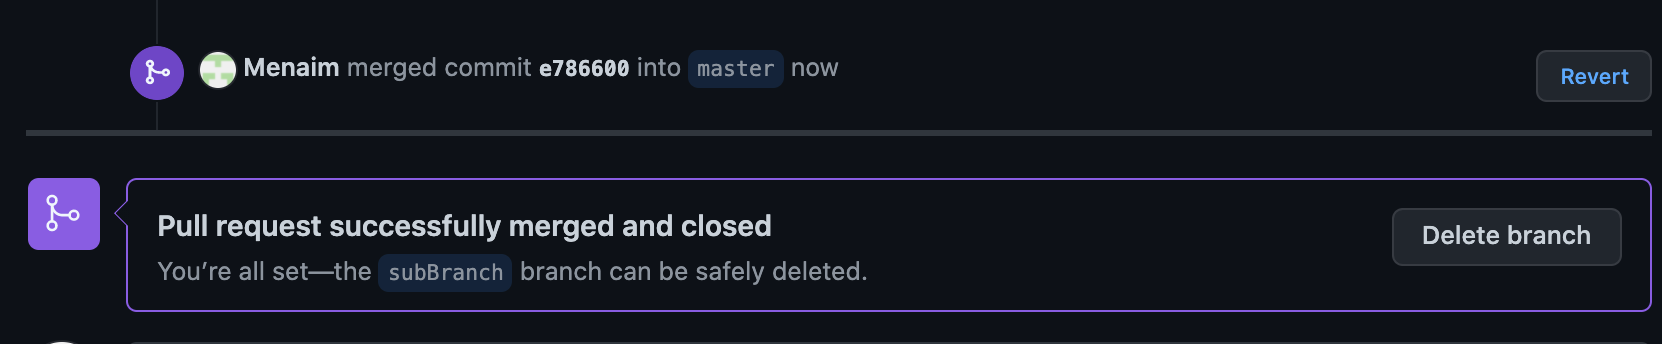 Menaim merged commit e786600 into master now
Revert
Pull request successfully merged and closed
You’re all set—the subBranch branch can be safely deleted.
Delete branch